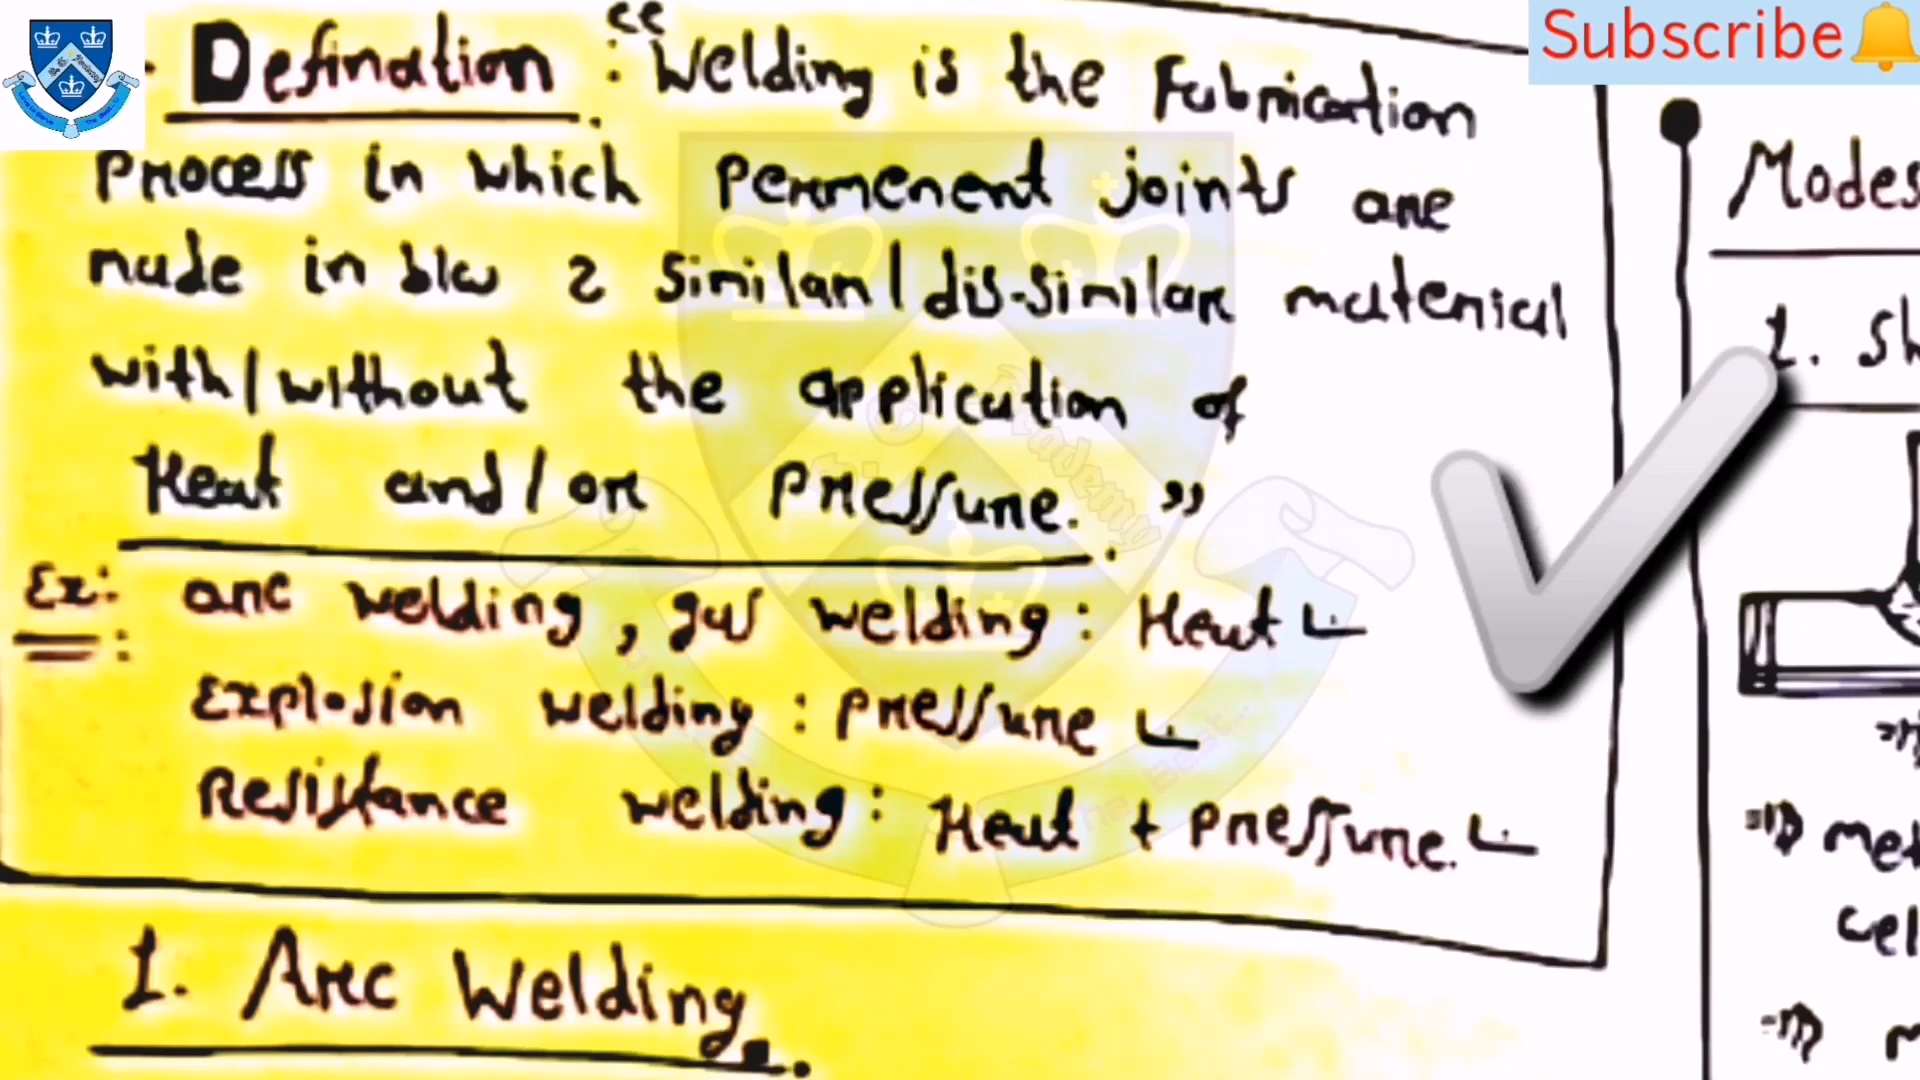 Subscribe
Defination : "Welding is the Fabrication
process in which permenent joints are
made in b/w 2 similar/dis-similar material
with/without the application of
Heat and/or pressure."
Ex: arc welding, gas welding: Heat
Explosion welding: pressure
Resistance welding: Heat + pressure.
1. Arc Welding
Modes
1. Sh
met
cel